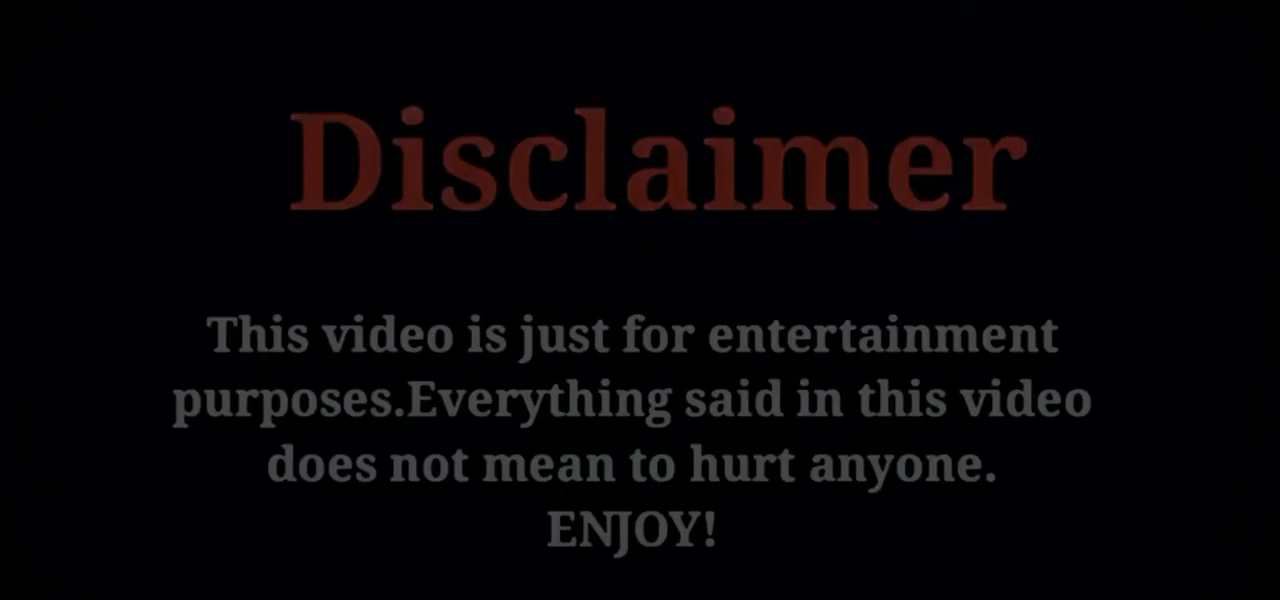 Disclaimer
This video is just for entertainment
purposes.Everything said in this video
does not mean to hurt anyone.
ENJOY!